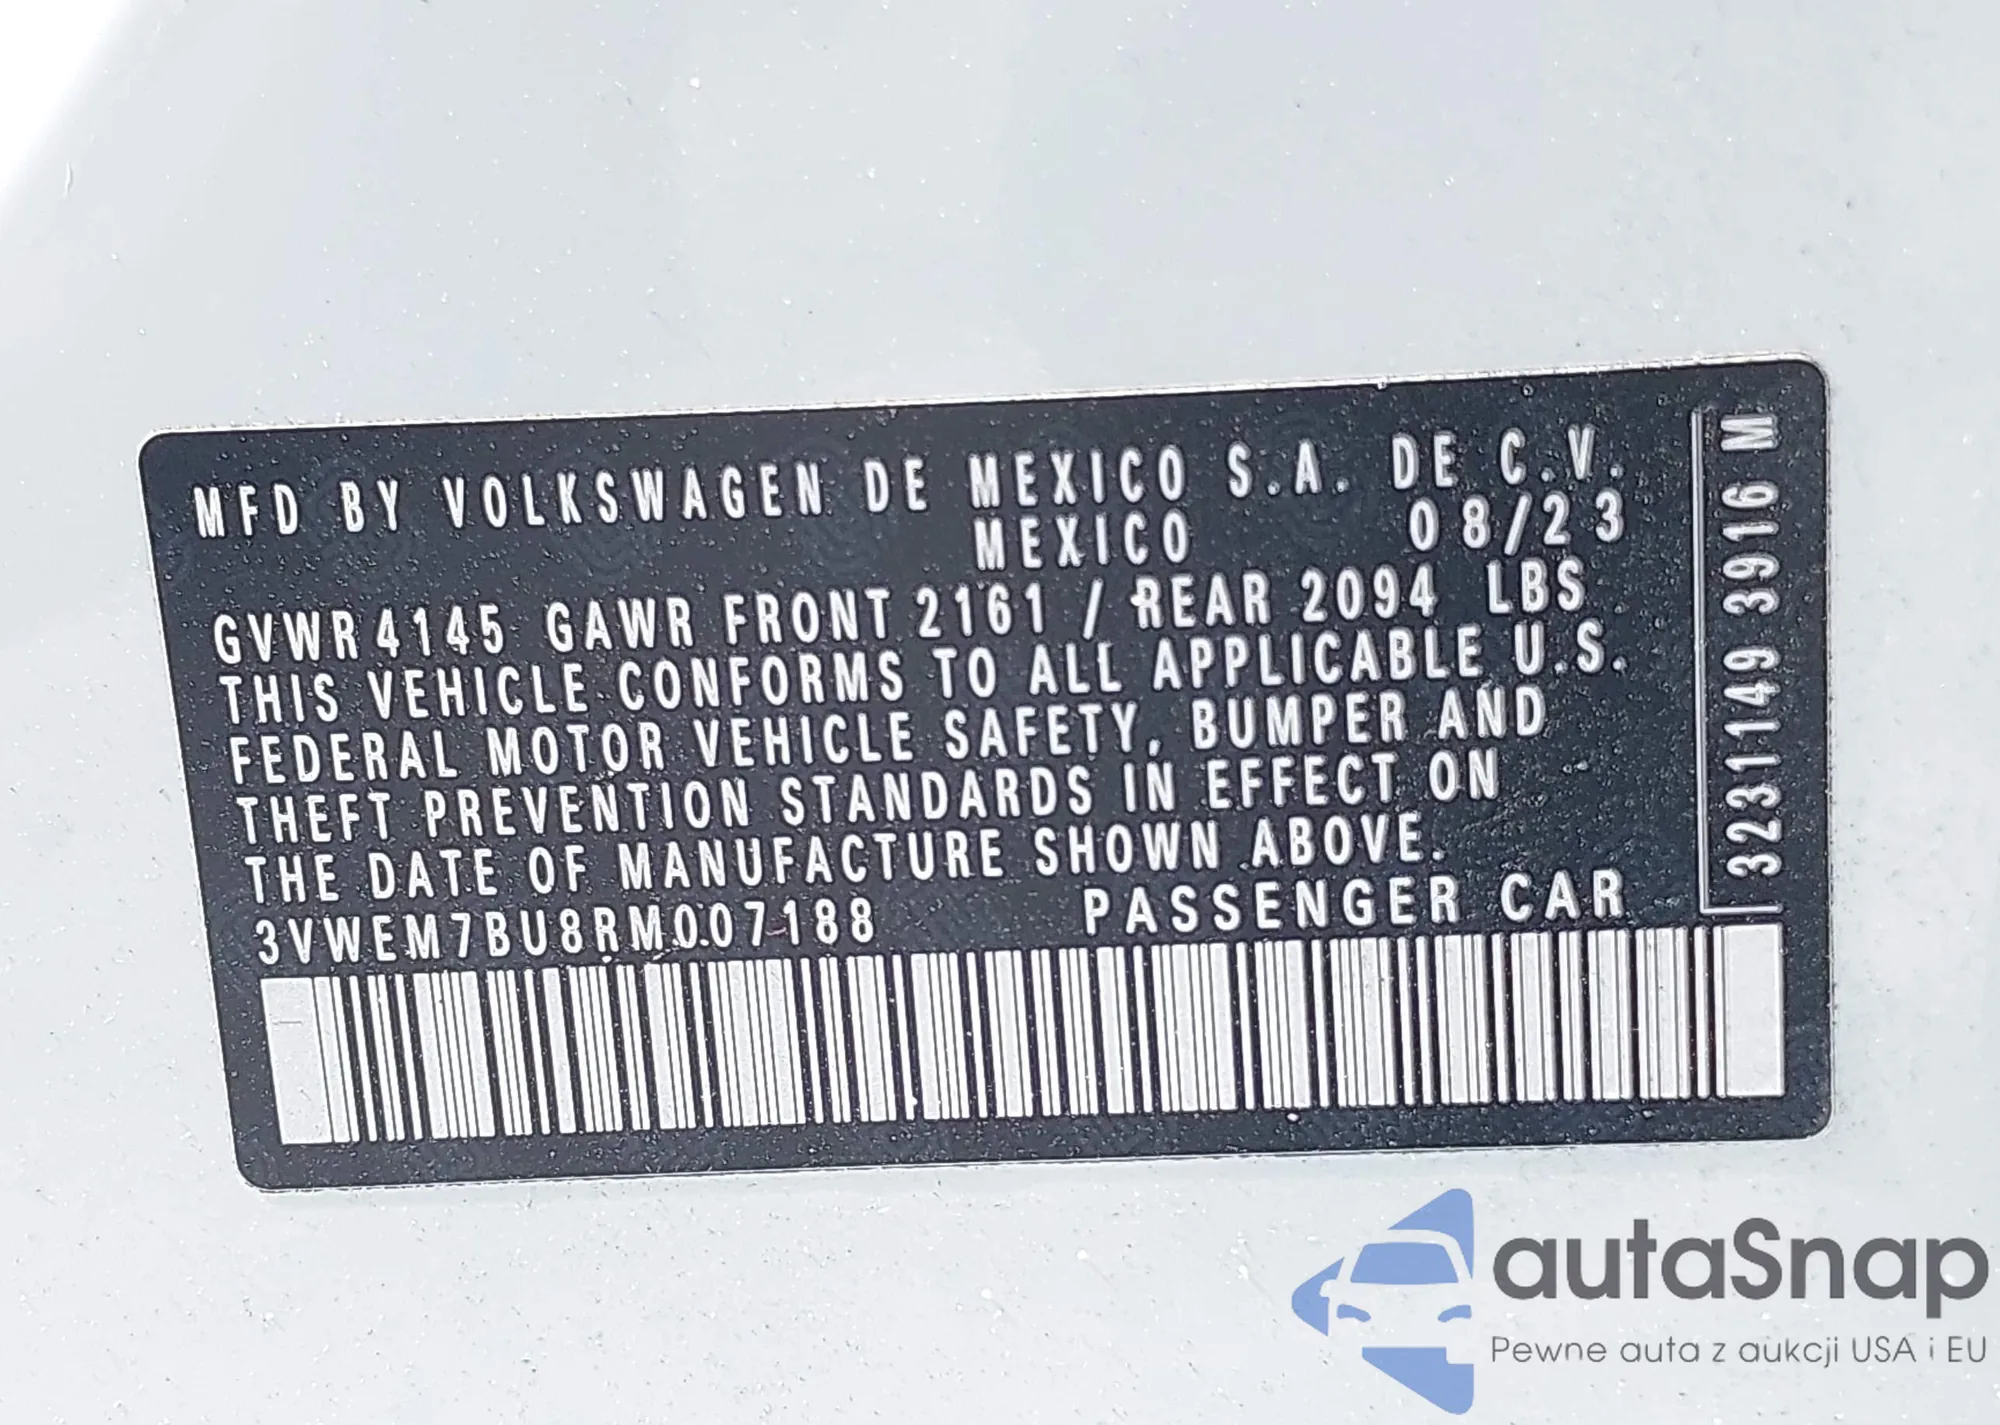 MFD BY VOLKSWAGEN DE MEXICO S.A. DE C.V.
MEXICO 08/23
GVWR 4145 GAWR FRONT 2161 / REAR 2094 LBS
THIS VEHICLE CONFORMS TO ALL APPLICABLE U.S.
FEDERAL MOTOR VEHICLE SAFETY, BUMPER AND
THEFT PREVENTION STANDARDS IN EFFECT ON
THE DATE OF MANUFACTURE SHOWN ABOVE.
3VWEM7BU8RM007188 PASSENGER CAR
3231149 3916 M
autaSnap
Pewne auta z aukcji USA i EU